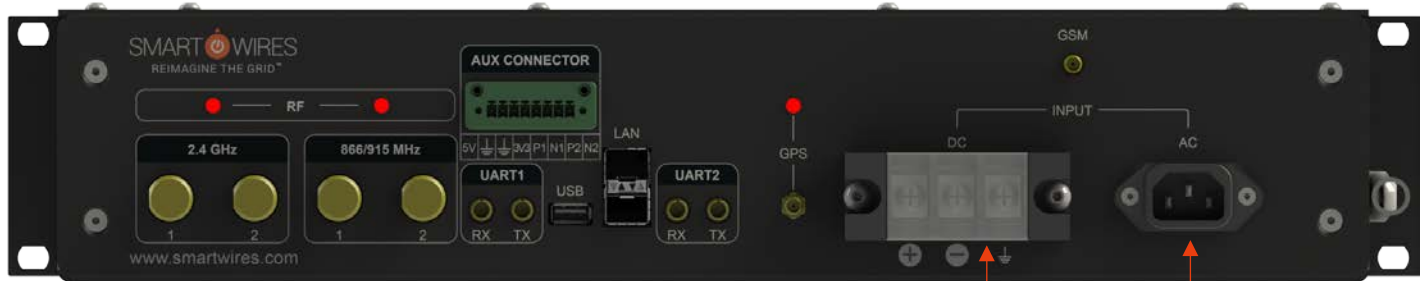 SMART WIRES
REIMAGINE THE GRID™
RF
2.4 GHz
1 2
866/915 MHz
1 2
www.smartwires.com
AUX CONNECTOR
5V 3V3 P1 N1 P2 N2
UART1
RX TX
USB
LAN
UART2
RX TX
GPS
GSM
INPUT
DC
AC